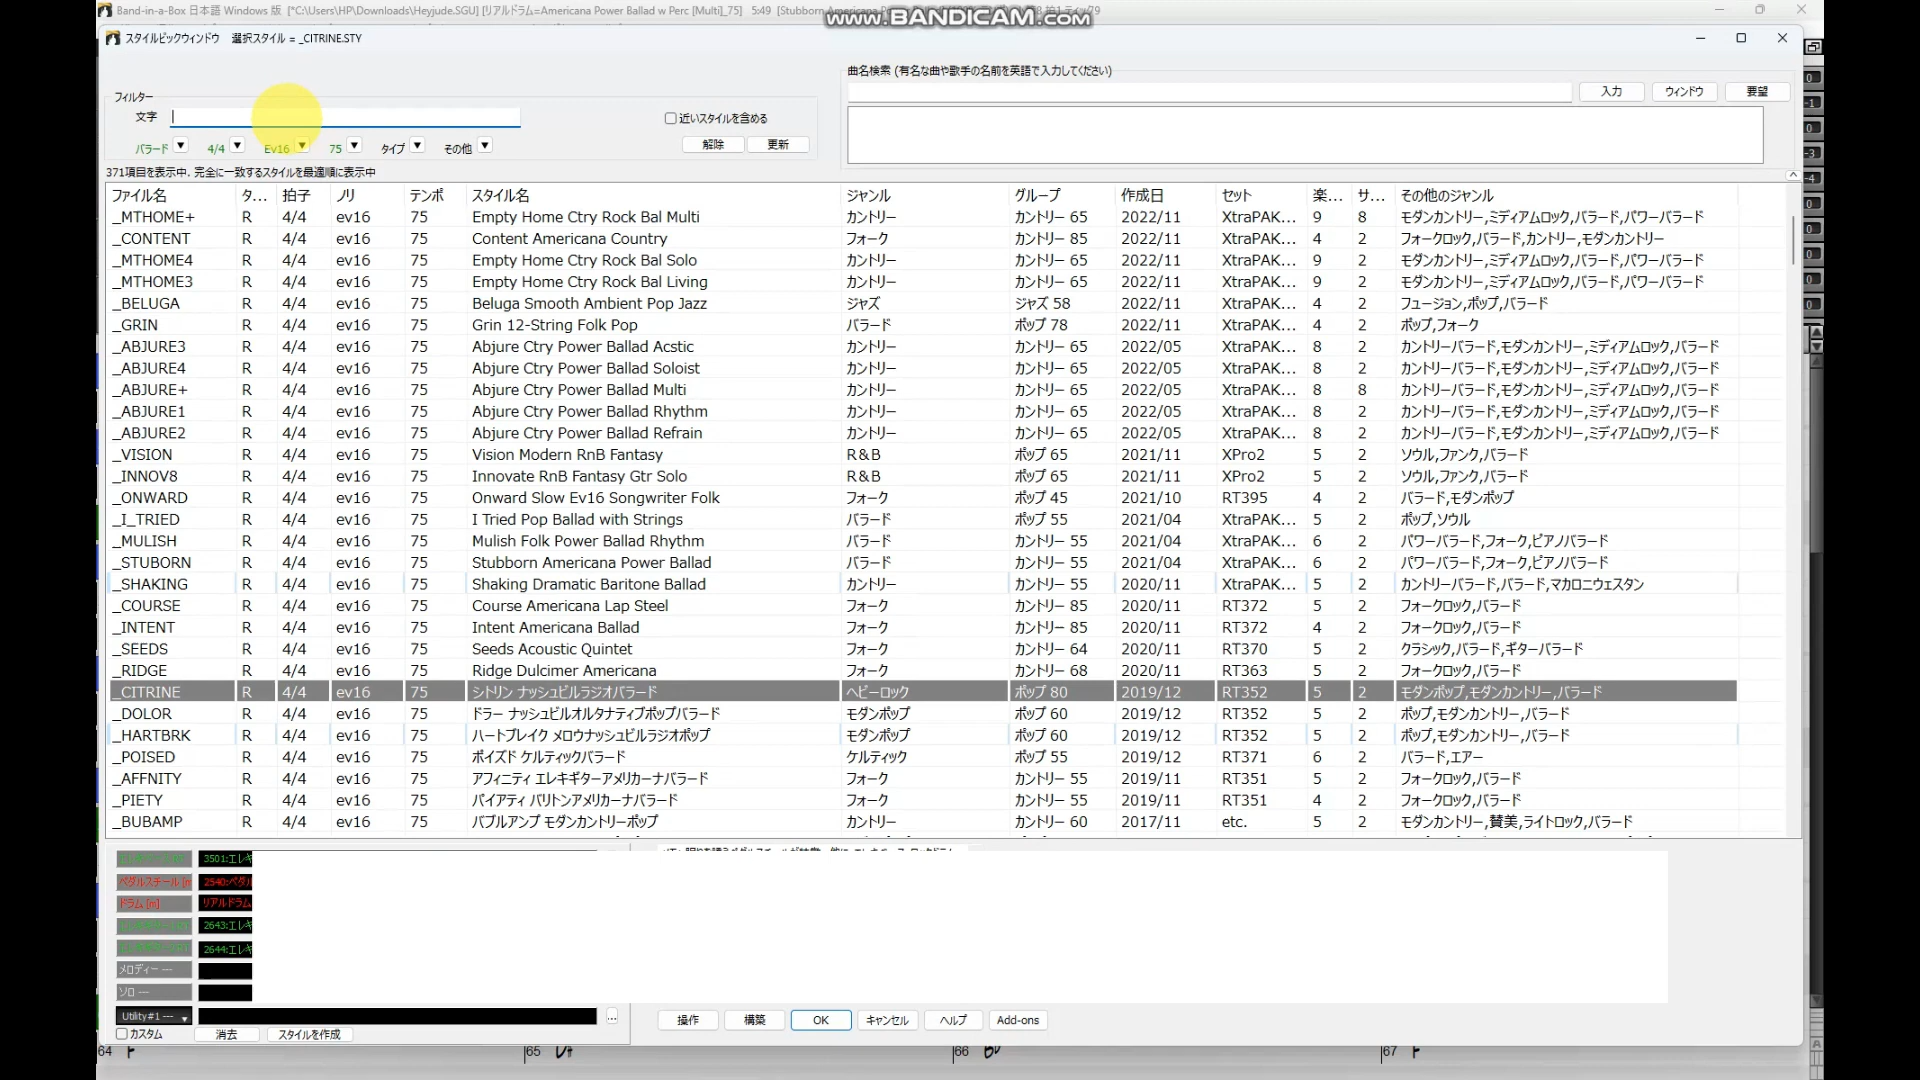 Band-in-a-Box 日本語 Windows 版 [*C:\Users\HP\Downloads\Heyjude.SGU] [リアルドラム=Americana Power Ballad w Perc [Multi]_75] 5:49 [Stubborn Americana Po
www.BANDICAM.com
スタイルピックウィンドウ 選択スタイル = _CITRINE.STY
曲名検索 (有名な曲や歌手の名前を英語で入力してください)
入力 ウィンドウ 要望
フィルター
文字
近いスタイルを含める
バラード 4/4 Ev16 75 タイプ その他 解除 更新
371項目を表示中. 完全に一致するスタイルを最適順に表示中
ファイル名 タ... 拍子 ノリ テンポ スタイル名 ジャンル グループ 作成日 セット 楽... サ... その他のジャンル
_MTHOME+ R 4/4 ev16 75 Empty Home Ctry Rock Bal Multi カントリー カントリー 65 2022/11 XtraPAK... 9 8 モダンカントリー,ミディアムロック,バラード,パワーバラード
_CONTENT R 4/4 ev16 75 Content Americana Country フォーク カントリー 85 2022/11 XtraPAK... 4 2 フォークロック,バラード,カントリー,モダンカントリー
_MTHOME4 R 4/4 ev16 75 Empty Home Ctry Rock Bal Solo カントリー カントリー 65 2022/11 XtraPAK... 9 2 モダンカントリー,ミディアムロック,バラード,パワーバラード
_MTHOME3 R 4/4 ev16 75 Empty Home Ctry Rock Bal Living カントリー カントリー 65 2022/11 XtraPAK... 9 2 モダンカントリー,ミディアムロック,バラード,パワーバラード
_BELUGA R 4/4 ev16 75 Beluga Smooth Ambient Pop Jazz ジャズ ジャズ 58 2022/11 XtraPAK... 4 2 フュージョン,ポップ,バラード
_GRIN R 4/4 ev16 75 Grin 12-String Folk Pop バラード ポップ 78 2022/11 XtraPAK... 4 2 ポップ,フォーク
_ABJURE3 R 4/4 ev16 75 Abjure Ctry Power Ballad Acstic カントリー カントリー 65 2022/05 XtraPAK... 8 2 カントリーバラード,モダンカントリー,ミディアムロック,バラード
_ABJURE4 R 4/4 ev16 75 Abjure Ctry Power Ballad Soloist カントリー カントリー 65 2022/05 XtraPAK... 8 2 カントリーバラード,モダンカントリー,ミディアムロック,バラード
_ABJURE+ R 4/4 ev16 75 Abjure Ctry Power Ballad Multi カントリー カントリー 65 2022/05 XtraPAK... 8 8 カントリーバラード,モダンカントリー,ミディアムロック,バラード
_ABJURE1 R 4/4 ev16 75 Abjure Ctry Power Ballad Rhythm カントリー カントリー 65 2022/05 XtraPAK... 8 2 カントリーバラード,モダンカントリー,ミディアムロック,バラード
_ABJURE2 R 4/4 ev16 75 Abjure Ctry Power Ballad Refrain カントリー カントリー 65 2022/05 XtraPAK... 8 2 カントリーバラード,モダンカントリー,ミディアムロック,バラード
_VISION R 4/4 ev16 75 Vision Modern RnB Fantasy R&B ポップ 65 2021/11 XPro2 5 2 ソウル,ファンク,バラード
_INNOV8 R 4/4 ev16 75 Innovate RnB Fantasy Gtr Solo R&B ポップ 65 2021/11 XPro2 5 2 ソウル,ファンク,バラード
_ONWARD R 4/4 ev16 75 Onward Slow Ev16 Songwriter Folk フォーク ポップ 45 2021/10 RT395 4 2 バラード,モダンポップ
_I_TRIED R 4/4 ev16 75 I Tried Pop Ballad with Strings バラード ポップ 55 2021/04 XtraPAK... 5 2 ポップ,ソウル
_MULISH R 4/4 ev16 75 Mulish Folk Power Ballad Rhythm バラード カントリー 55 2021/04 XtraPAK... 6 2 パワーバラード,フォーク,ピアノバラード
_STUBORN R 4/4 ev16 75 Stubborn Americana Power Ballad バラード カントリー 55 2021/04 XtraPAK... 6 2 パワーバラード,フォーク,ピアノバラード
_SHAKING R 4/4 ev16 75 Shaking Dramatic Baritone Ballad カントリー カントリー 55 2020/11 XtraPAK... 5 2 カントリーバラード,バラード,マカロニウェスタン
_COURSE R 4/4 ev16 75 Course Americana Lap Steel フォーク カントリー 85 2020/11 RT372 5 2 フォークロック,バラード
_INTENT R 4/4 ev16 75 Intent Americana Ballad フォーク カントリー 85 2020/11 RT372 4 2 フォークロック,バラード
_SEEDS R 4/4 ev16 75 Seeds Acoustic Quintet フォーク カントリー 64 2020/11 RT370 5 2 クラシック,バラード,ギターバラード
_RIDGE R 4/4 ev16 75 Ridge Dulcimer Americana フォーク カントリー 68 2020/11 RT363 5 2 フォークロック,バラード
_CITRINE R 4/4 ev16 75 シトリン ナッシュビルラジオバラード ヘビーロック ポップ 80 2019/12 RT352 5 2 モダンポップ,モダンカントリー,バラード
_DOLOR R 4/4 ev16 75 ドラー ナッシュビルオルタナティブポップバラード モダンポップ ポップ 60 2019/12 RT352 5 2 ポップ,モダンカントリー,バラード
_HARTBRK R 4/4 ev16 75 ハートブレイク メロウナッシュビルラジオポップ モダンポップ ポップ 60 2019/12 RT352 5 2 ポップ,モダンカントリー,バラード
_POISED R 4/4 ev16 75 ポイズド ケルティックバラード ケルティック ポップ 55 2019/12 RT371 6 2 バラード,エアー
_AFFNITY R 4/4 ev16 75 アフィニティ エレキギターアメリカーナバラード フォーク カントリー 55 2019/11 RT351 5 2 フォークロック,バラード
_PIETY R 4/4 ev16 75 パイアティ バリトンアメリカーナバラード フォーク カントリー 55 2019/11 RT351 4 2 フォークロック,バラード
_BUBAMP R 4/4 ev16 75 バブルアンプ モダンカントリーポップ カントリー カントリー 60 2017/11 etc. 5 2 モダンカントリー,賛美,ライトロック,バラード
3501:エレキ
ペダルスチール [m 2540:ペダル
ドラム [m] リアルドラム
2643:エレキ
2644:エレキ
メロディー ---
ソロ ---
Utility#1 --- ...
カスタム 消去 スタイルを作成
操作 構築 OK キャンセル ヘルプ Add-ons
64 F 65 66 67 F